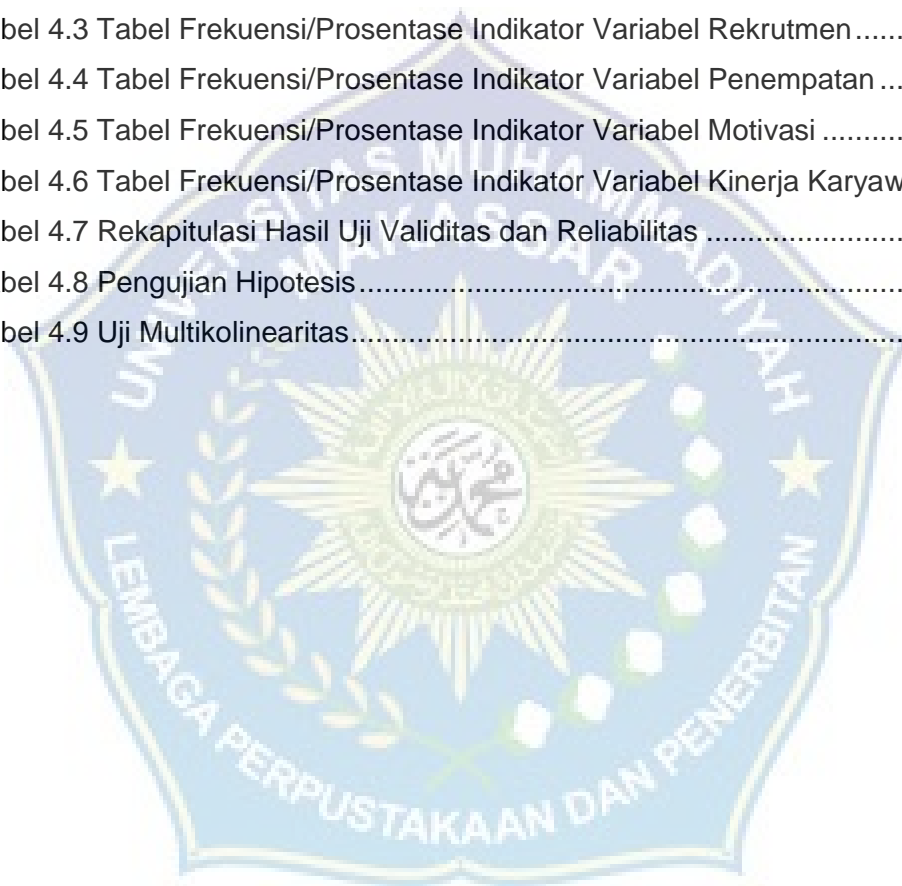 bel 4.3 Tabel Frekuensi/Prosentase Indikator Variabel Rekrutmen......
bel 4.4 Tabel Frekuensi/Prosentase Indikator Variabel Penempatan ...
bel 4.5 Tabel Frekuensi/Prosentase Indikator Variabel Motivasi ..........
bel 4.6 Tabel Frekuensi/Prosentase Indikator Variabel Kinerja Karyaw
bel 4.7 Rekapitulasi Hasil Uji Validitas dan Reliabilitas ........................
bel 4.8 Pengujian Hipotesis..................................................................
bel 4.9 Uji Multikolinearitas...................................................................
UNIVERSITAS MUHAMMADIYAH
MAKASSAR
محمدية
LEMBAGA PERPUSTAKAAN DAN PENERBITAN